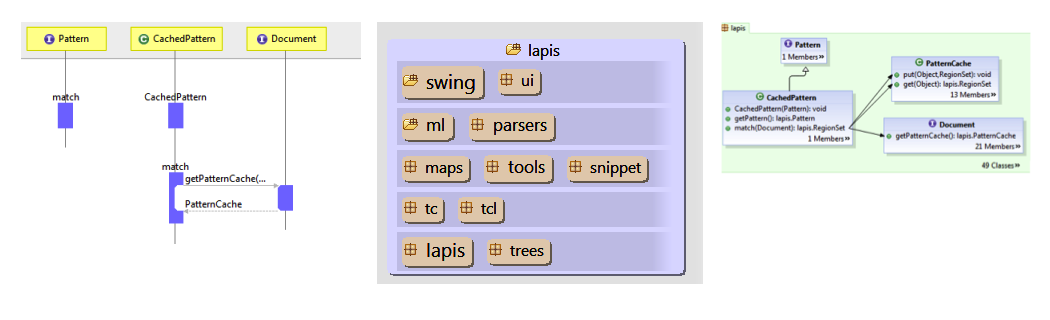 Pattern
CachedPattern
Document
match
CachedPattern
match
getPatternCache(...
PatternCache
lapis
swing
ui
ml
parsers
maps
tools
snippet
tc
tcl
lapis
trees
lapis
Pattern
1 Members»
CachedPattern
CachedPattern(Pattern): void
getPattern(): lapis.Pattern
match(Document): lapis.RegionSet
1 Members»
PatternCache
put(Object,RegionSet): void
get(Object): lapis.RegionSet
13 Members»
Document
getPatternCache(): lapis.PatternCache
21 Members»
49 Classes»